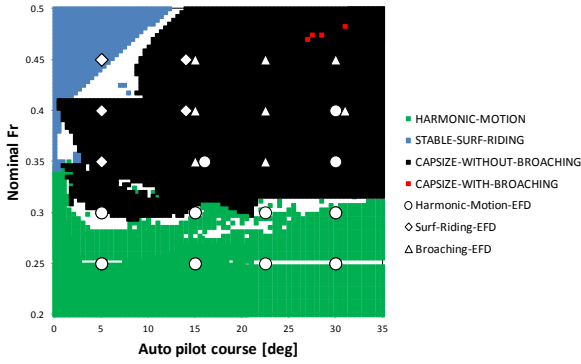 0.5
0.45
0.4
0.35
0.3
0.25
0.2
Nominal Fr
0 5 10 15 20 25 30 35
Auto pilot course [deg]
HARMONIC-MOTION
STABLE-SURF-RIDING
CAPSIZE-WITHOUT-BROACHING
CAPSIZE-WITH-BROACHING
Harmonic-Motion-EFD
Surf-Riding-EFD
Broaching-EFD